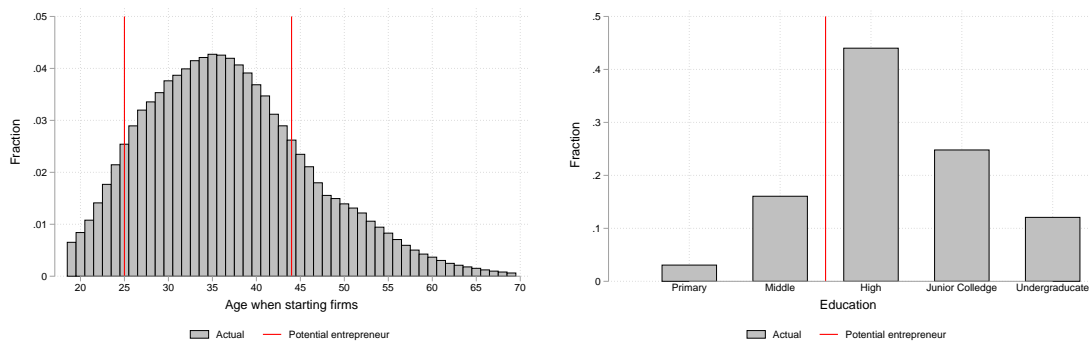 .05
.04
.03
.02
.01
0
Fraction
20 25 30 35 40 45 50 55 60 65 70
Age when starting firms
Actual Potential entrepreneur
.5
.4
.3
.2
.1
0
Fraction
Primary Middle High Junior Colledge Undergraducate
Education
Actual Potential entrepreneur